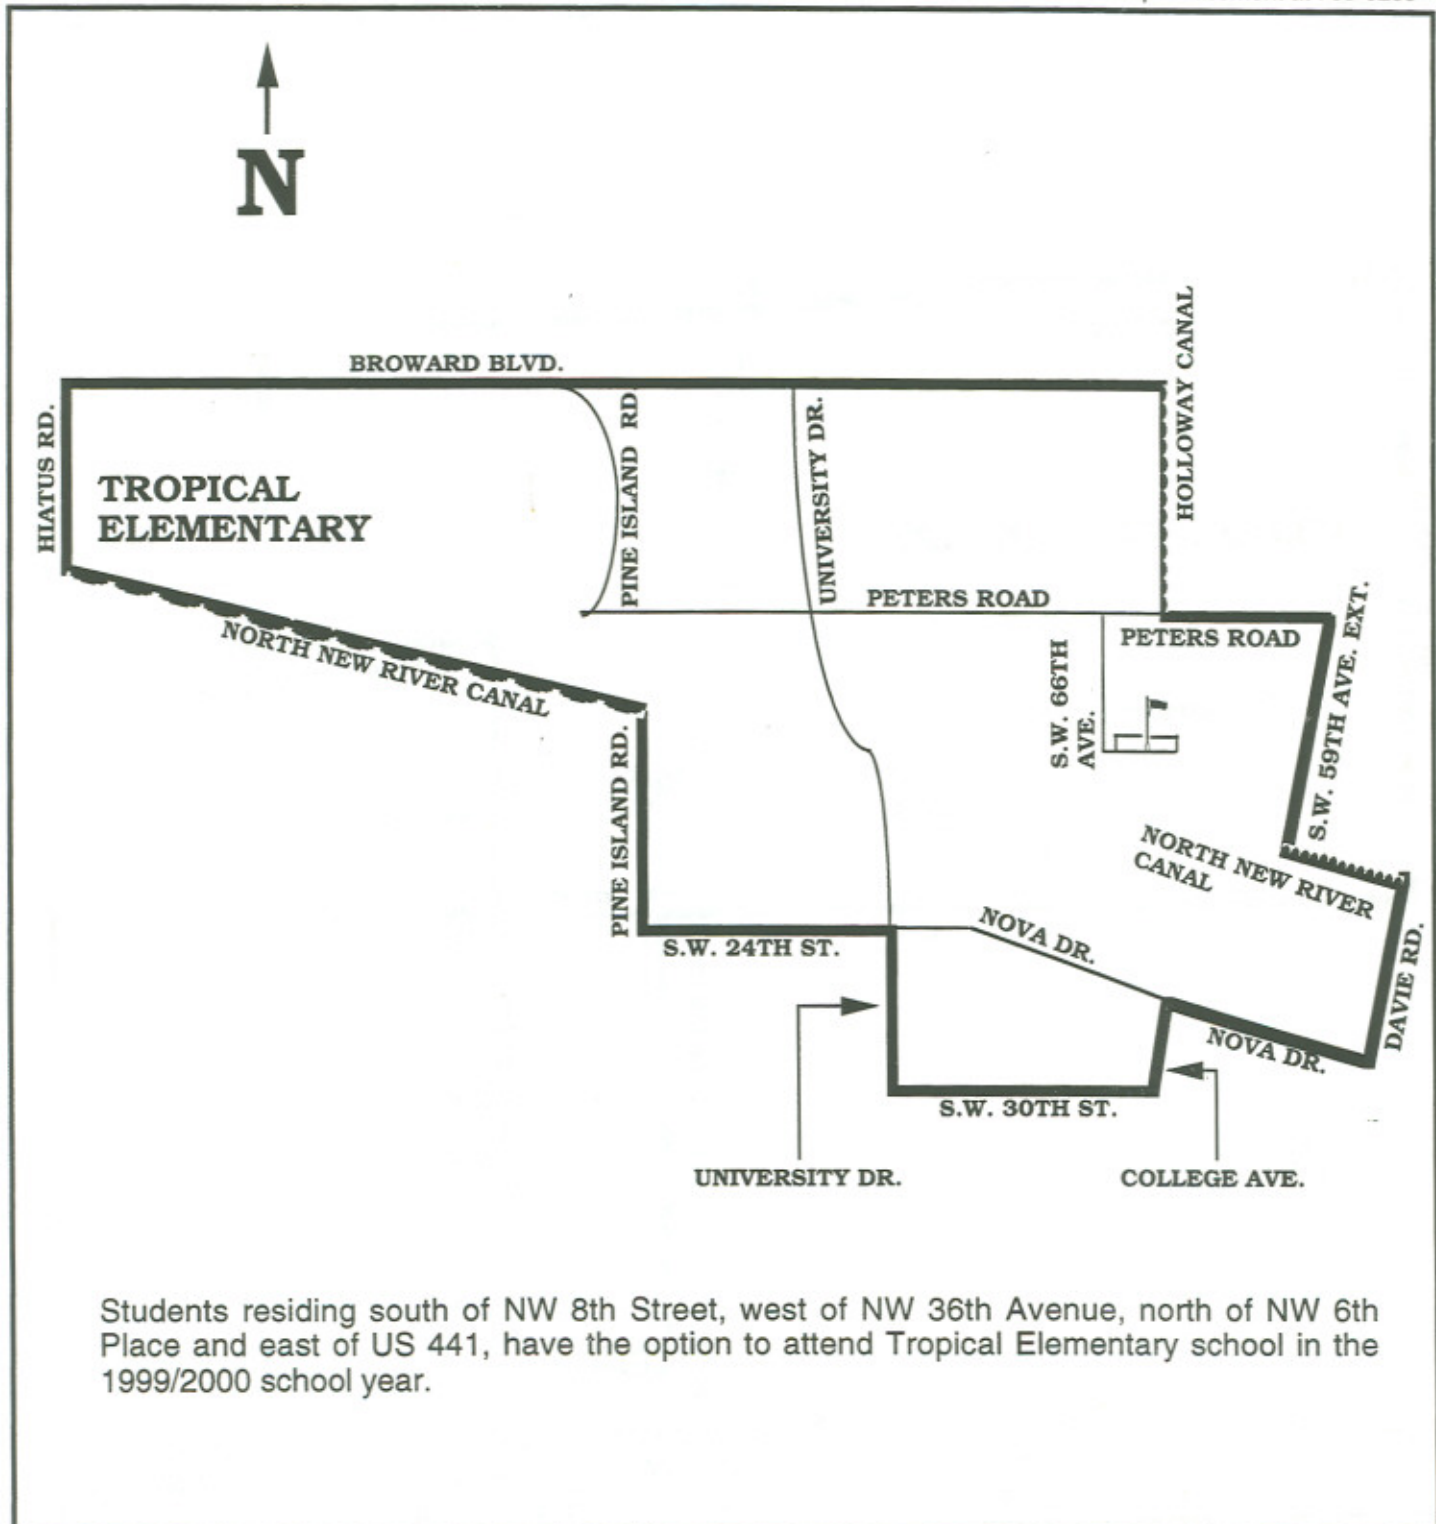 N
BROWARD BLVD.
HOLLOWAY CANAL
HIATUS RD.
TROPICAL
ELEMENTARY
PINE ISLAND RD.
UNIVERSITY DR.
PETERS ROAD
PETERS ROAD
NORTH NEW RIVER CANAL
S.W. 66TH
AVE.
S.W. 59TH AVE. EXT.
PINE ISLAND RD.
NORTH NEW RIVER
CANAL
S.W. 24TH ST.
NOVA DR.
DAVIE RD.
NOVA DR.
S.W. 30TH ST.
UNIVERSITY DR.
COLLEGE AVE.
Students residing south of NW 8th Street, west of NW 36th Avenue, north of NW 6th
Place and east of US 441, have the option to attend Tropical Elementary school in the
1999/2000 school year.